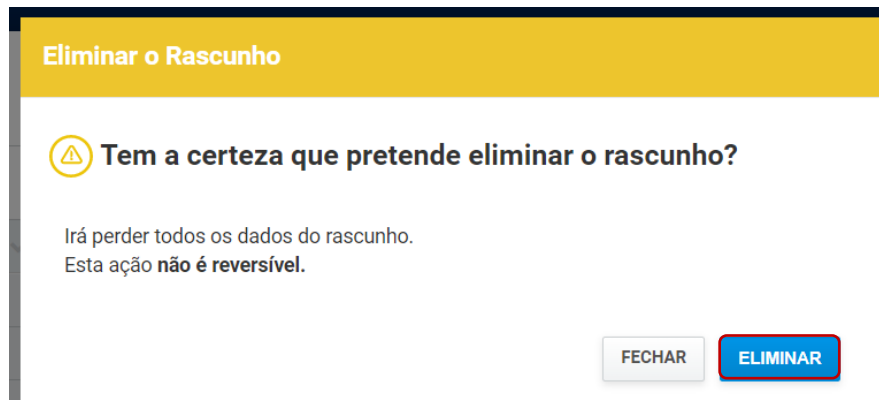 Eliminar o Rascunho
Tem a certeza que pretende eliminar o rascunho?
Irá perder todos os dados do rascunho.
Esta ação não é reversível.
FECHAR
ELIMINAR